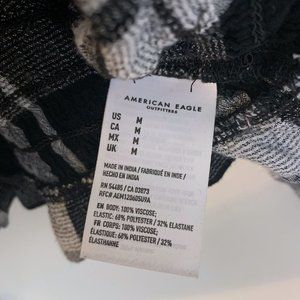 AMERICAN EAGLE
OUTFITTERS
US M
CA M
MX M
UK M
MADE IN INDIA / FABRIQUÉ EN INDE /
HECHO EN INDIA
RN 54485 / CA 03873
RFC# AEM120605UVA
EN: BODY: 100% VISCOSE;
ELASTIC: 68% POLYESTER / 32% ELASTANE
FR: CORPS: 100% VISCOSE;
ÉLASTIQUE: 68% POLYESTER / 32%
ÉLASTHANNE